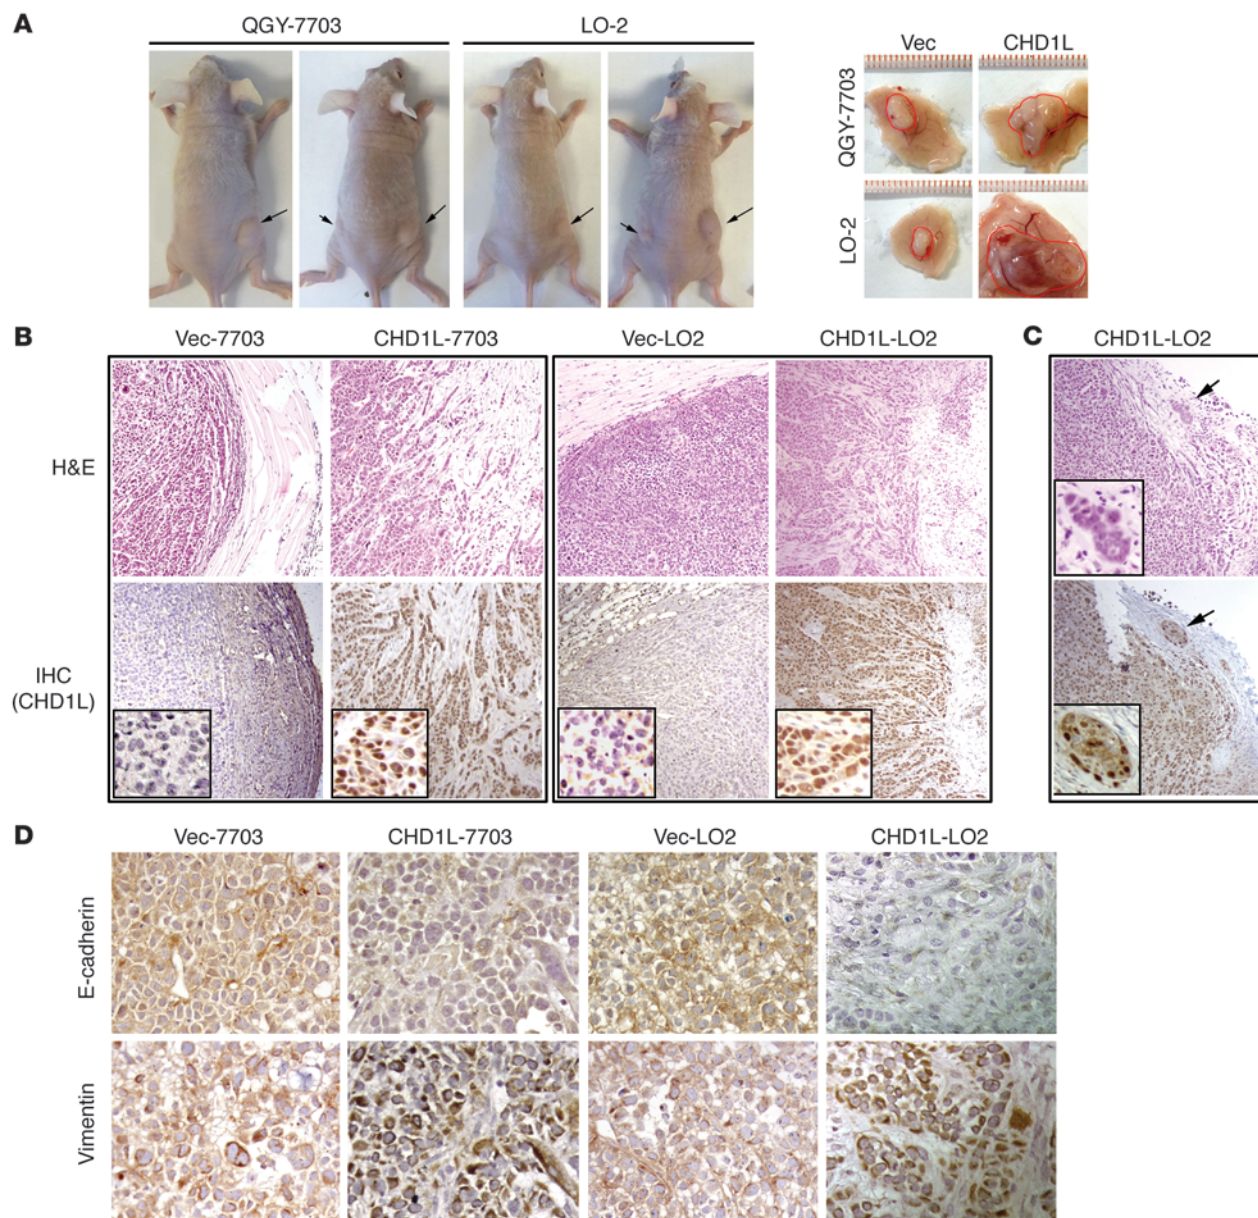 A
QGY-7703
LO-2
Vec
CHD1L
QGY-7703
LO-2
B
Vec-7703
CHD1L-7703
Vec-LO2
CHD1L-LO2
C
CHD1L-LO2
H&E
IHC
(CHD1L)
D
Vec-7703
CHD1L-7703
Vec-LO2
CHD1L-LO2
E-cadherin
Vimentin